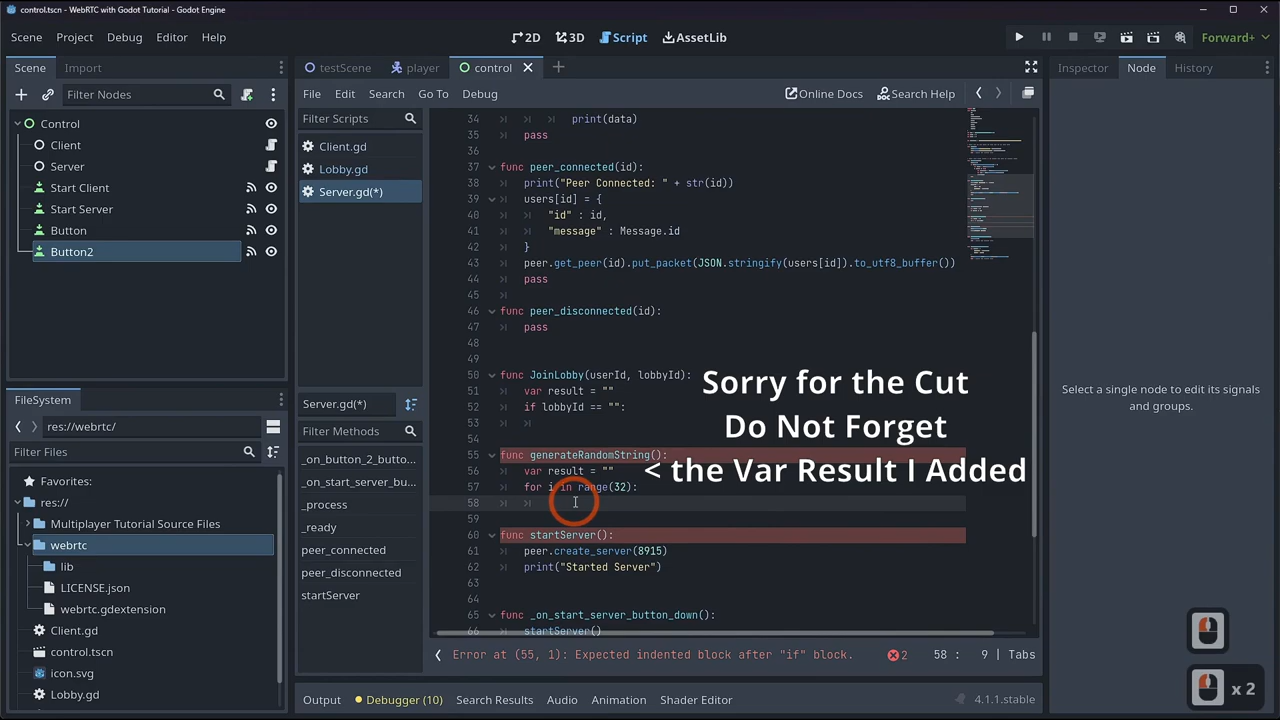 control.tscn - WebRTC with Godot Tutorial - Godot Engine
Scene Project Debug Editor Help
2D 3D Script AssetLib
Forward+
Scene Import
Filter Nodes
Control
Client
Server
Start Client
Start Server
Button
Button2
FileSystem
res://webrtc/
Filter Files
Favorites:
res://
Multiplayer Tutorial Source Files
webrtc
lib
LICENSE.json
webrtc.gdextension
Client.gd
control.tscn
icon.svg
Lobby.gd
testScene player control
File Edit Search Go To Debug
Online Docs Search Help
Filter Scripts
Client.gd
Lobby.gd
Server.gd(*)
Server.gd(*)
Filter Methods
_on_button_2_butto...
_on_start_server_bu...
_process
_ready
peer_connected
peer_disconnected
startServer
34 print(data)
35 pass
36
37 func peer_connected(id):
38 print("Peer Connected: " + str(id))
39 users[id] = {
40 "id" : id,
41 "message" : Message.id
42 }
43 peer.get_peer(id).put_packet(JSON.stringify(users[id]).to_utf8_buffer())
44 pass
45
46 func peer_disconnected(id):
47 pass
48
49
50 func JoinLobby(userId, lobbyId):
51 var result = ""
52 if lobbyId == "":
53
54
55 func generateRandomString():
56 var result = ""
57 for i in range(32):
58
59
60 func startServer():
61 peer.create_server(8915)
62 print("Started Server")
63
64
65 func _on_start_server_button_down():
66 startServer()
Sorry for the Cut
Do Not Forget
< the Var Result I Added
Error at (55, 1): Expected indented block after "if" block.
2 58 : 9 | Tabs
Output Debugger (10) Search Results Audio Animation Shader Editor
4.1.1.stable
Inspector Node History
Select a single node to edit its signals
and groups.
x 2